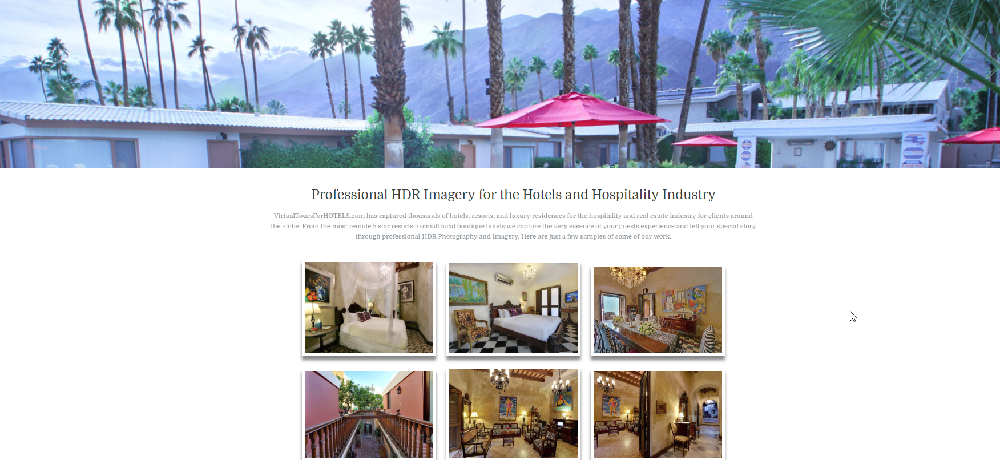 Professional HDR Imagery for the Hotels and Hospitality Industry
VirtualToursForHOTELS.com has captured thousands of hotels, resorts, and luxury residences for the hospitality and real estate industry for clients around
the globe. From the most remote 5 star resorts to small local boutique hotels we capture the very essence of your guests experience and tell your special story
through professional HDR Photography and Imagery. Here are just a few samples of some of our work.